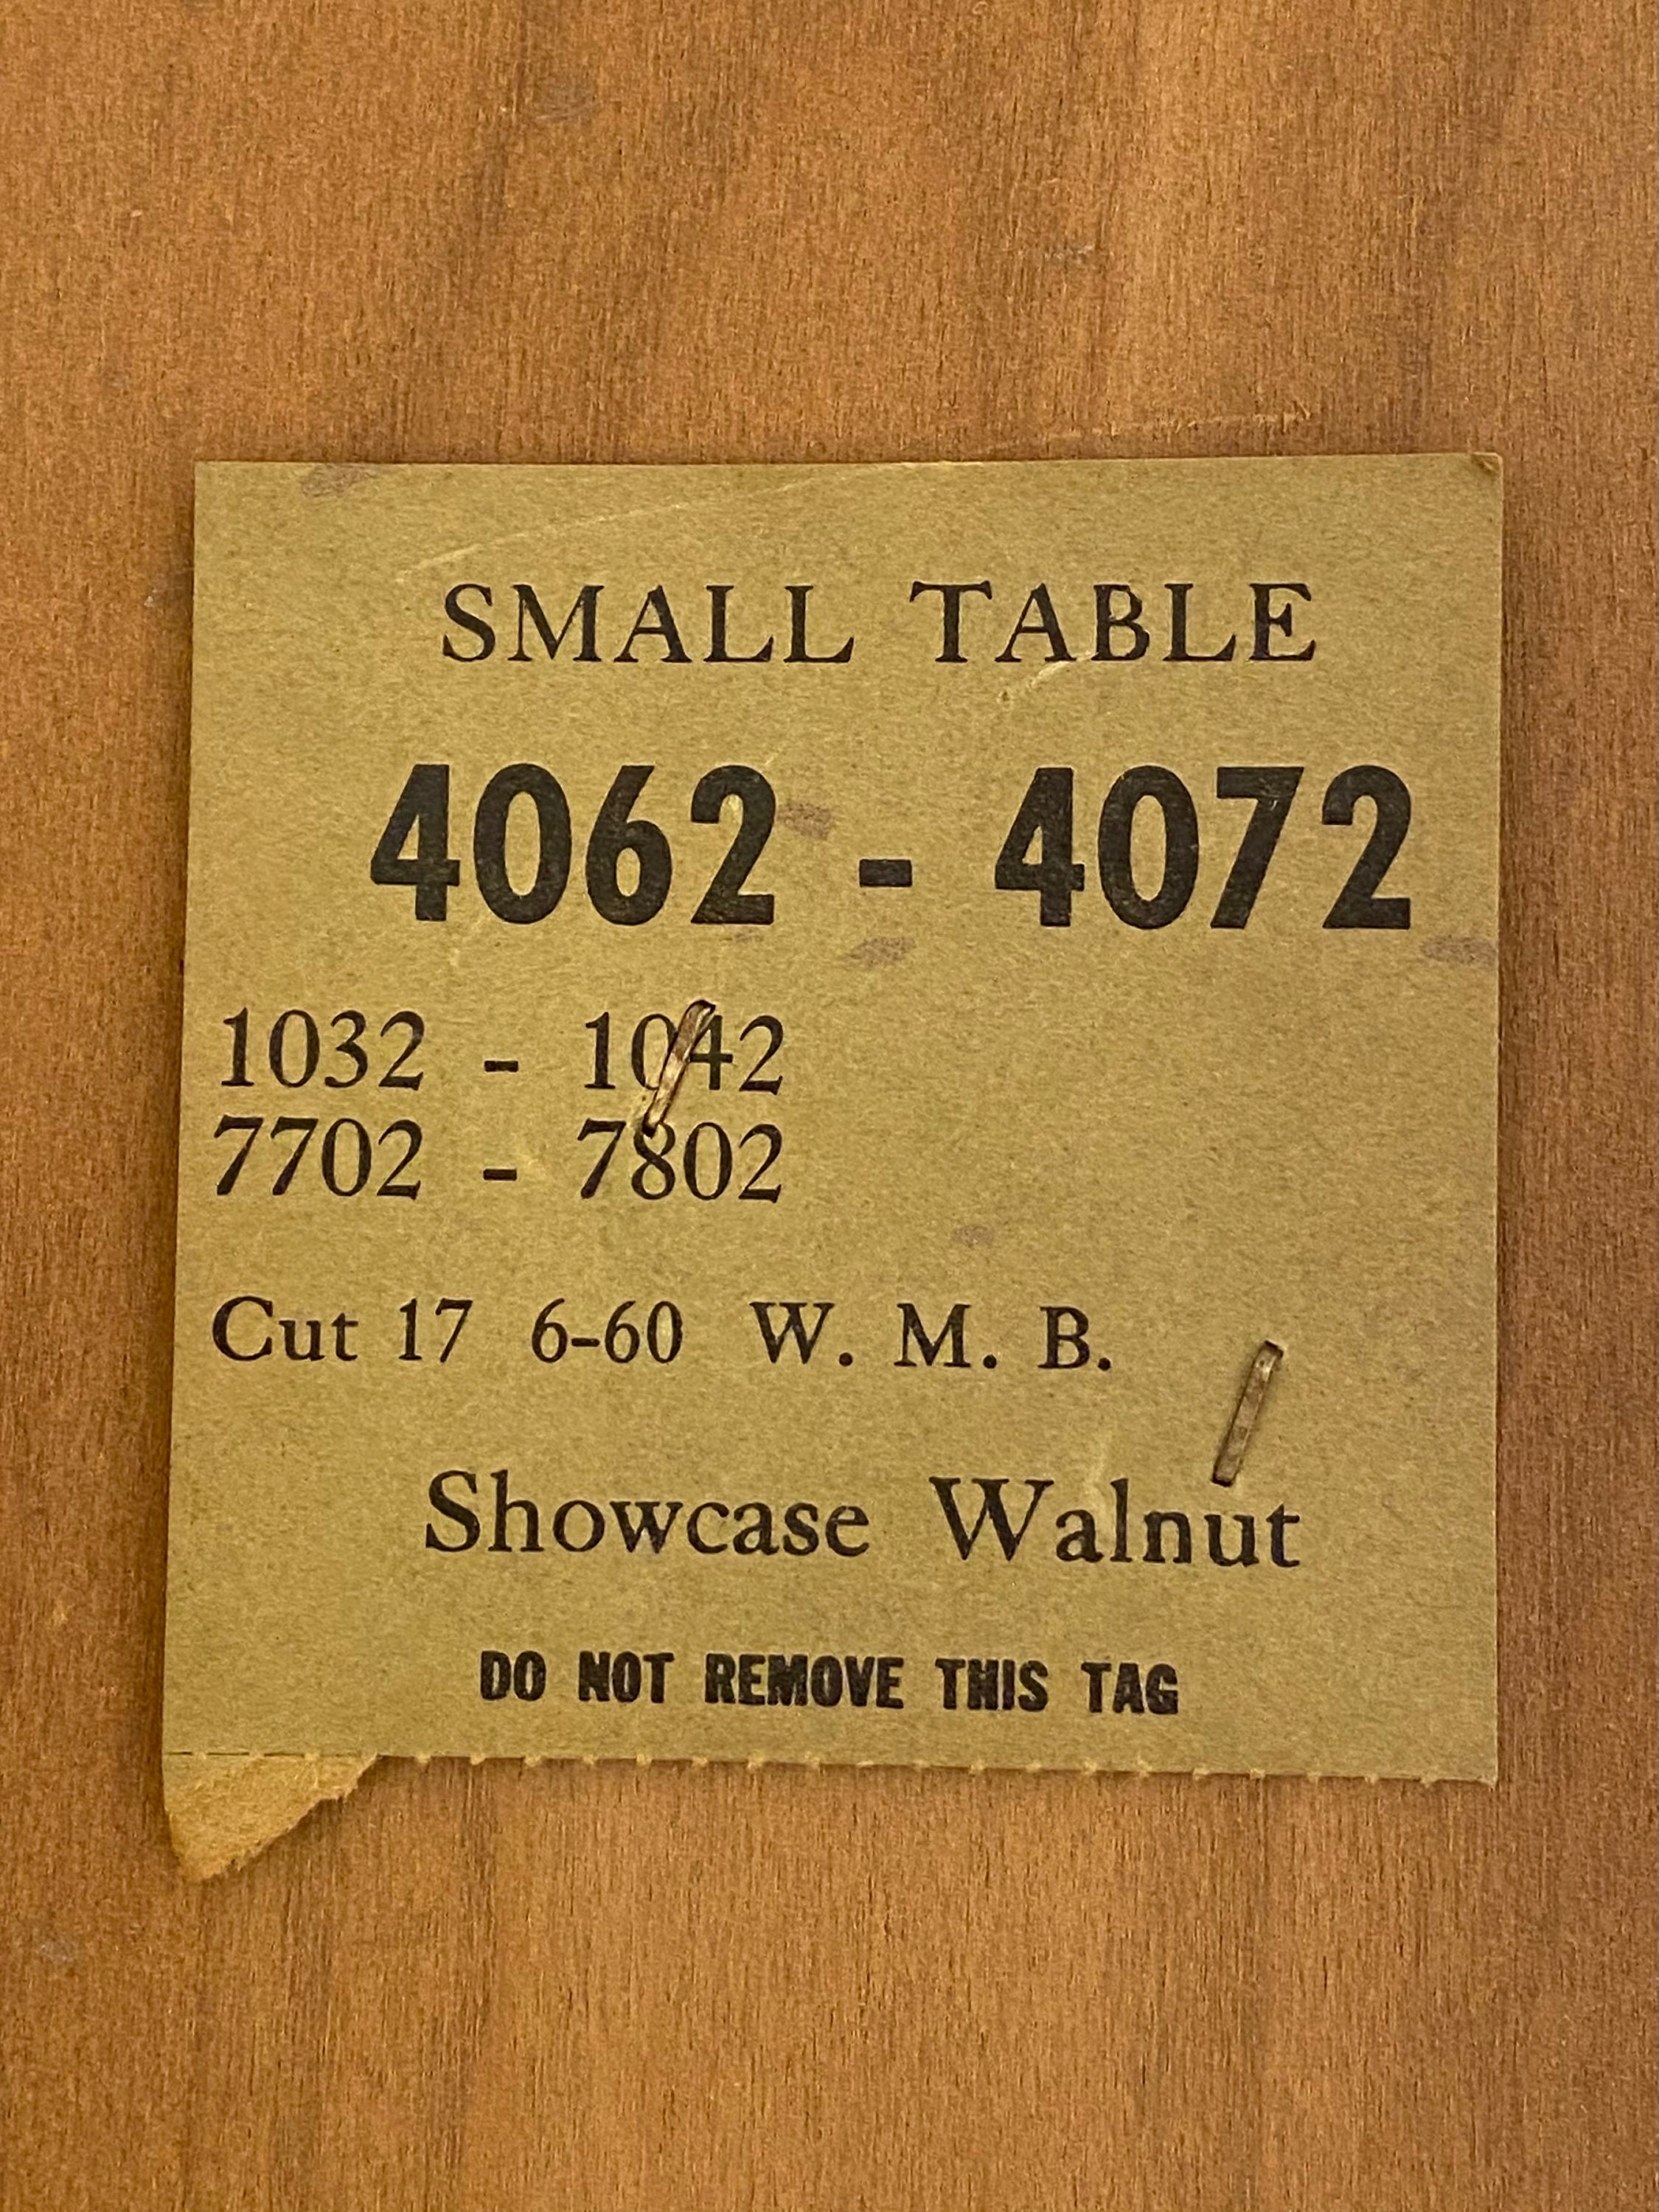 SMALL TABLE
4062 - 4072
1032 - 1042
7702 - 7802
Cut 17 6-60 W. M. B.
Showcase Walnut
DO NOT REMOVE THIS TAG